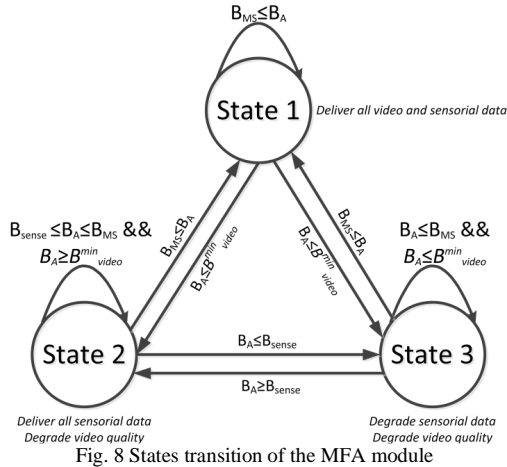 B_MS≤B_A
State 1
Deliver all video and sensorial data
B_MS≤B_A
B_A≤B^min_video
B_A≤B^min_video
B_MS≤B_A
B_sense ≤B_A≤B_MS &&
B_A≥B^min_video
B_A≤B_MS &&
B_A≤B^min_video
State 2
B_A≤B_sense
B_A≥B_sense
State 3
Deliver all sensorial data
Degrade video quality
Degrade sensorial data
Degrade video quality
Fig. 8 States transition of the MFA module